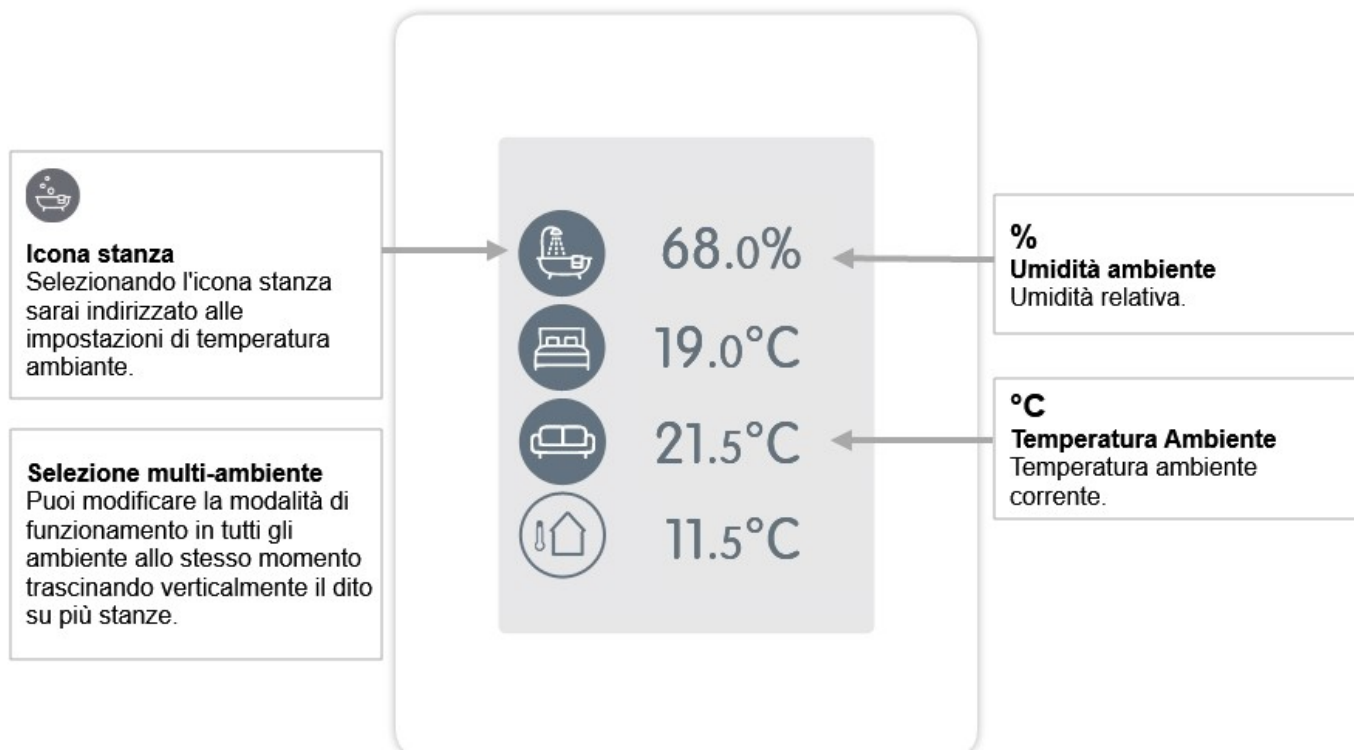 Icona stanza
Selezionando l'icona stanza
sarai indirizzato alle
impostazioni di temperatura
ambiante.
Selezione multi-ambiente
Puoi modificare la modalità di
funzionamento in tutti gli
ambiente allo stesso momento
trascinando verticalmente il dito
su più stanze.
68.0%
19.0°C
21.5°C
11.5°C
%
Umidità ambiente
Umidità relativa.
°C
Temperatura Ambiente
Temperatura ambiente
corrente.